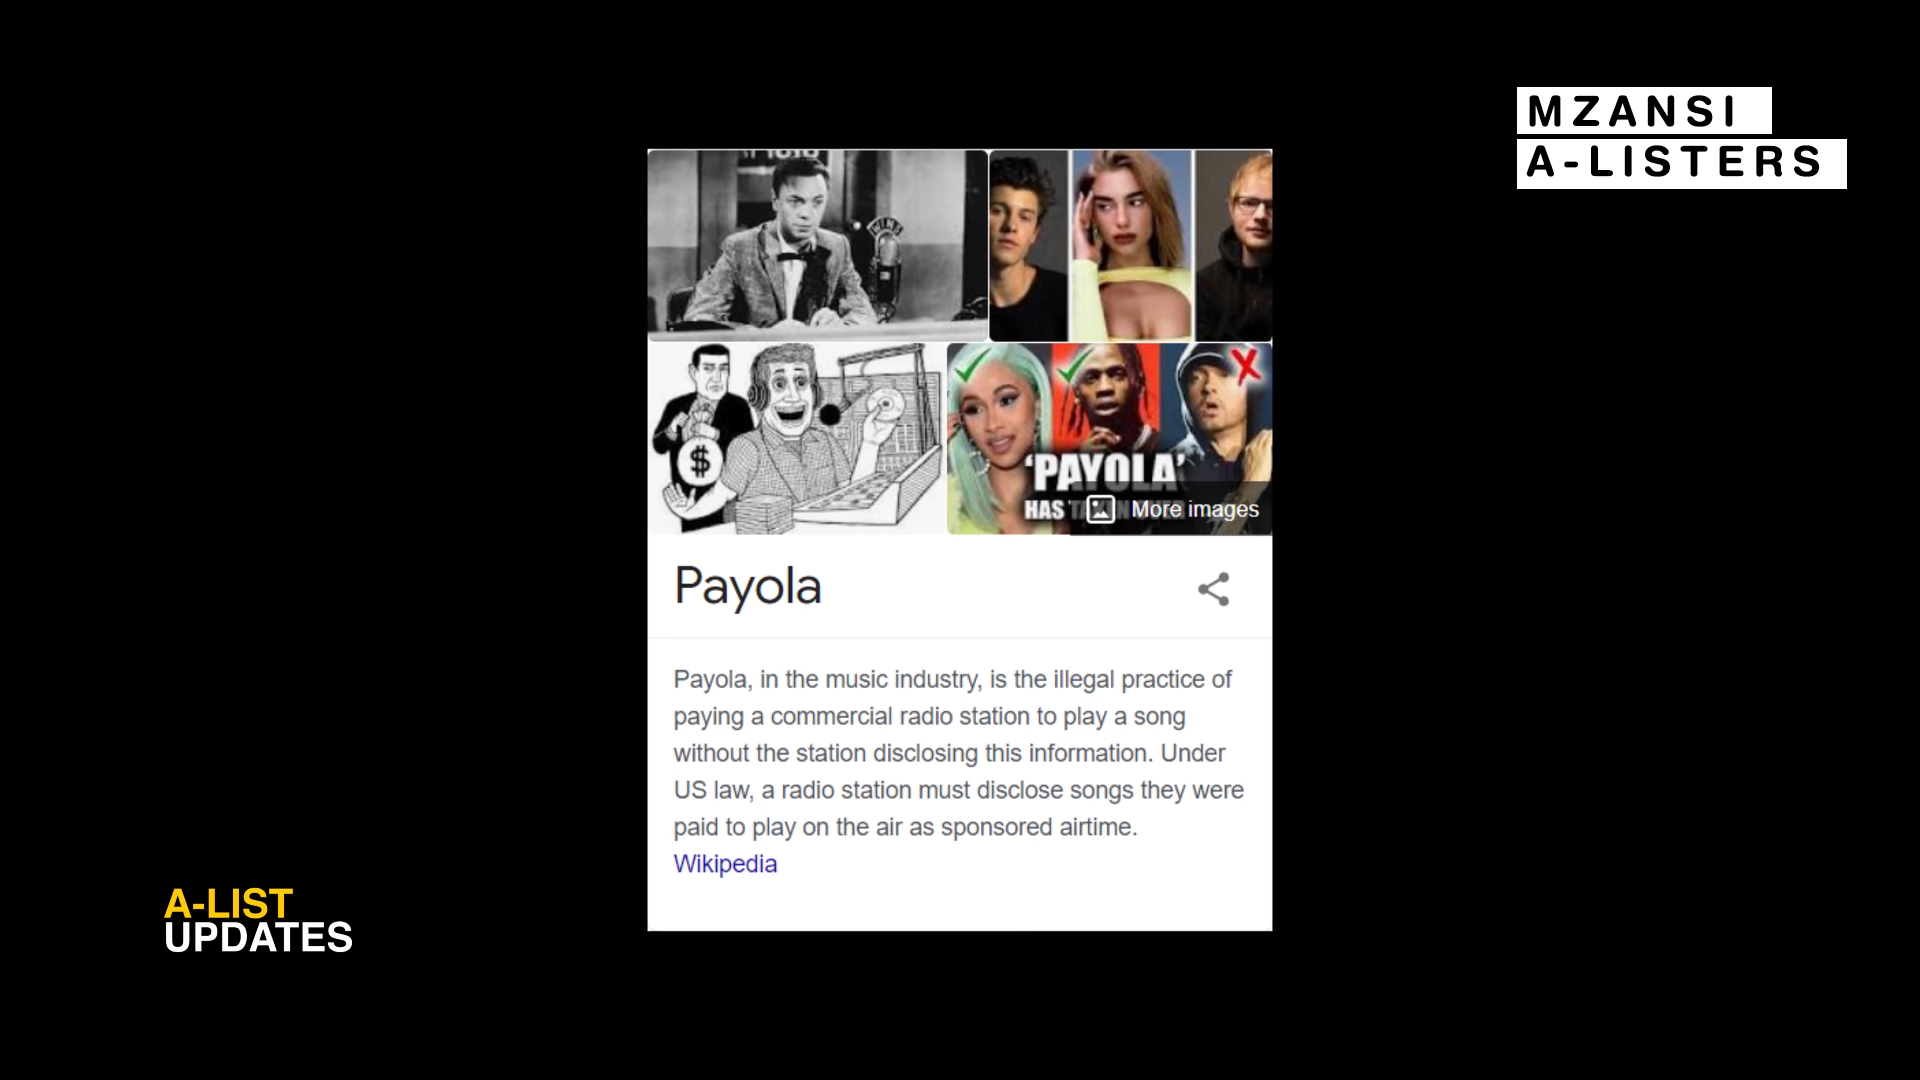 MZANSI
A-LISTERS
WINS
$
'PAYOLA'
HAS
More images
Payola
Payola, in the music industry, is the illegal practice of
paying a commercial radio station to play a song
without the station disclosing this information. Under
US law, a radio station must disclose songs they were
paid to play on the air as sponsored airtime.
Wikipedia
A-LIST
UPDATES